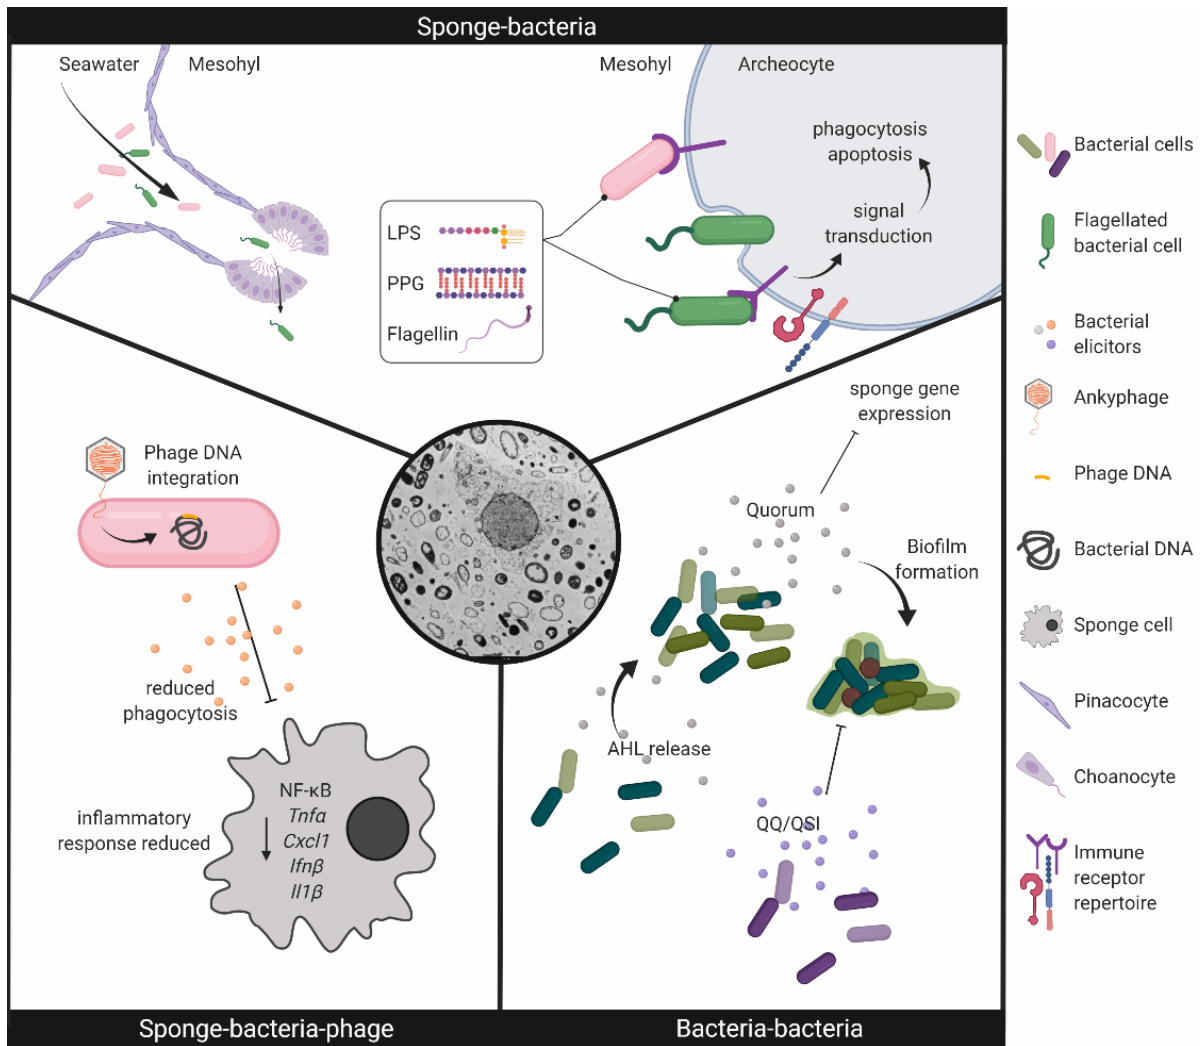 Sponge-bacteria
Seawater
Mesohyl
Mesohyl
Archeocyte
phagocytosis
apoptosis
signal
transduction
LPS
PPG
Flagellin
sponge gene
expression
Phage DNA
integration
reduced
phagocytosis
inflammatory
response reduced
NF-κB
Tnfα
Cxcl1
Ifnβ
Il1β
Quorum
Biofilm
formation
AHL release
QQ/QSI
Sponge-bacteria-phage
Bacteria-bacteria
Bacterial cells
Flagellated
bacterial cell
Bacterial
elicitors
Ankyphage
Phage DNA
Bacterial DNA
Sponge cell
Pinacocyte
Choanocyte
Immune
receptor
repertoire